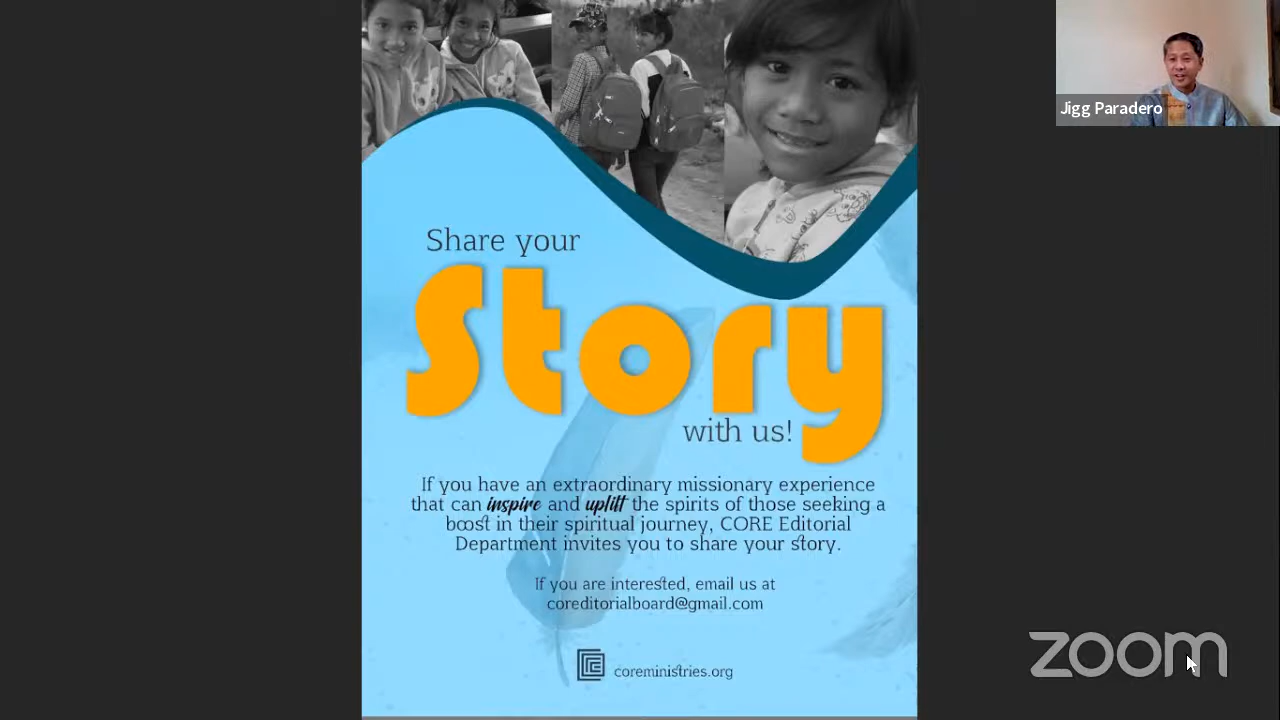 Jigg Paradero
Share your
Story
with us!
If you have an extraordinary missionary experience
that can inspire and uplift the spirits of those seeking a
boost in their spiritual journey, CORE Editorial
Department invites you to share your story.
If you are interested, email us at
coreditorialboard@gmail.com
coreministries.org
zoom